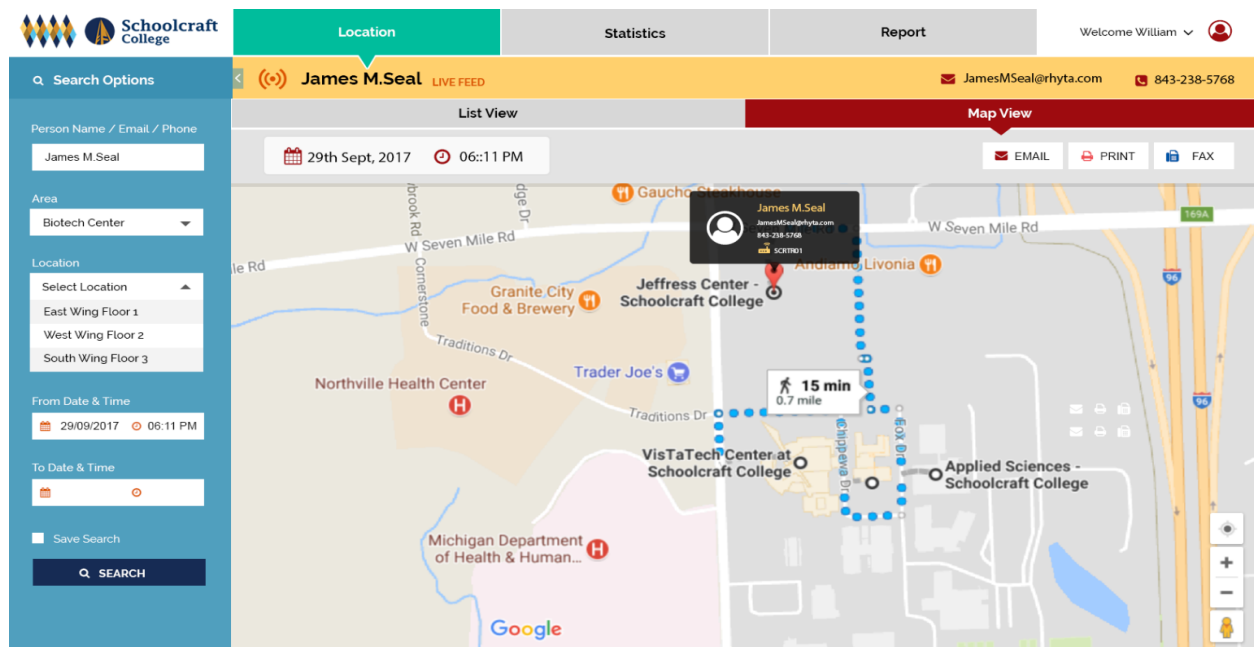 Schoolcraft
College
Location
Statistics
Report
Welcome William
Search Options
James M.Seal
LIVE FEED
JamesMSeal@rhyta.com
843-238-5768
List View
Map View
Person Name / Email / Phone
James M.Seal
Area
Biotech Center
Location
Select Location
East Wing Floor 1
West Wing Floor 2
South Wing Floor 3
From Date & Time
29/09/2017
06:11 PM
To Date & Time
Save Search
SEARCH
29th Sept, 2017
06::11 PM
EMAIL
PRINT
FAX
Gaucho Steakhouse
James M.Seal
JamesMSeal@rhyta.com
843-238-5768
SCRTR01
W Seven Mile Rd
W Seven Mile Rd
169A
ile Rd
brook Rd
dge Dr
Cornerstone
Andiamo Livonia
96
Jeffress Center -
Schoolcraft College
Granite City
Food & Brewery
Traditions Dr
Trader Joe's
Northville Health Center
H
15 min
0.7 mile
96
Traditions Dr
Chippewa Dr
Fox Dr
VisTaTech Center at
Schoolcraft College
Applied Sciences -
Schoolcraft College
Michigan Department
of Health & Human...
H
Google